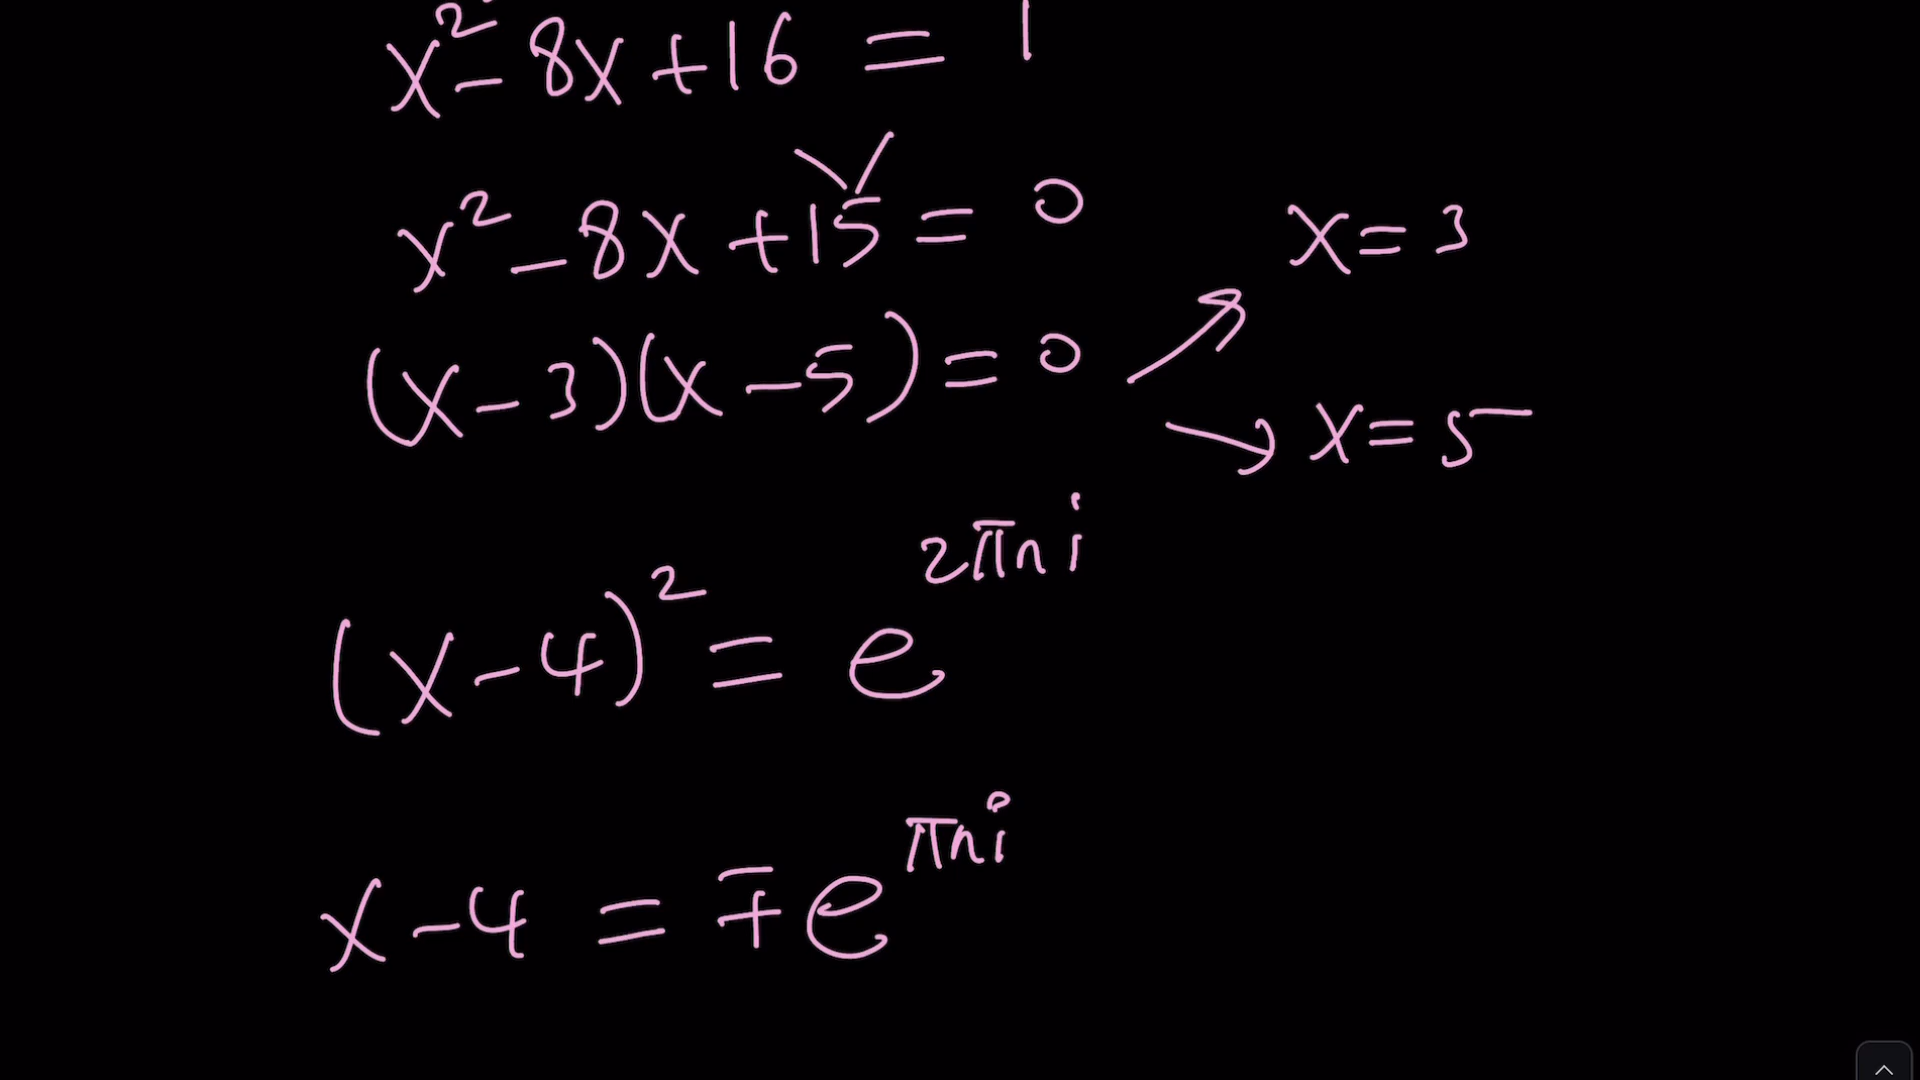 x² - 8x + 16 = 1
x² - 8x + 15 = 0
x = 3
(x - 3)(x - 5) = 0
x = 5
(x - 4)² = e^{2πni}
x - 4 = ∓e^{πni}